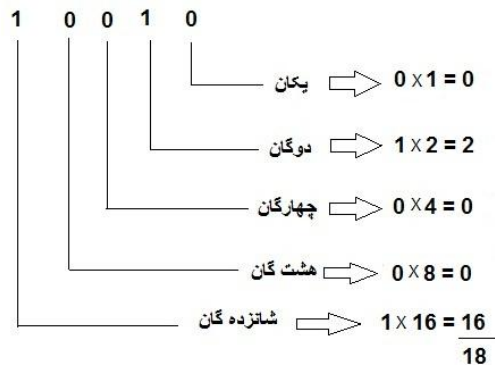 1 0 0 1 0
یکان 0 X 1 = 0
دوگان 1 X 2 = 2
چهارگان 0 X 4 = 0
هشت گان 0 X 8 = 0
شانزده گان 1 X 16 = 16
18